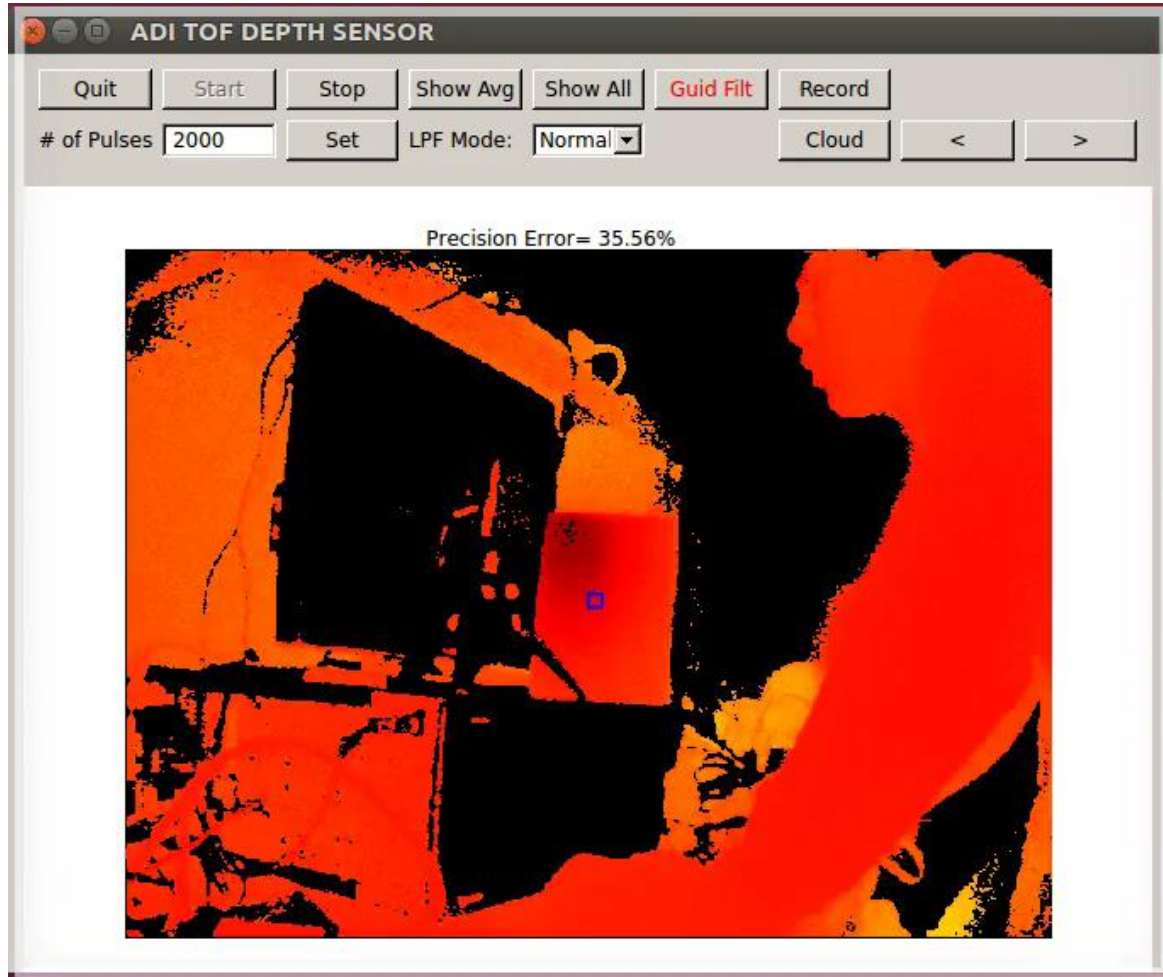 ADI TOF DEPTH SENSOR
Quit Start Stop Show Avg Show All Guid Filt Record
# of Pulses 2000 Set LPF Mode: Normal Cloud < >
Precision Error= 35.56%